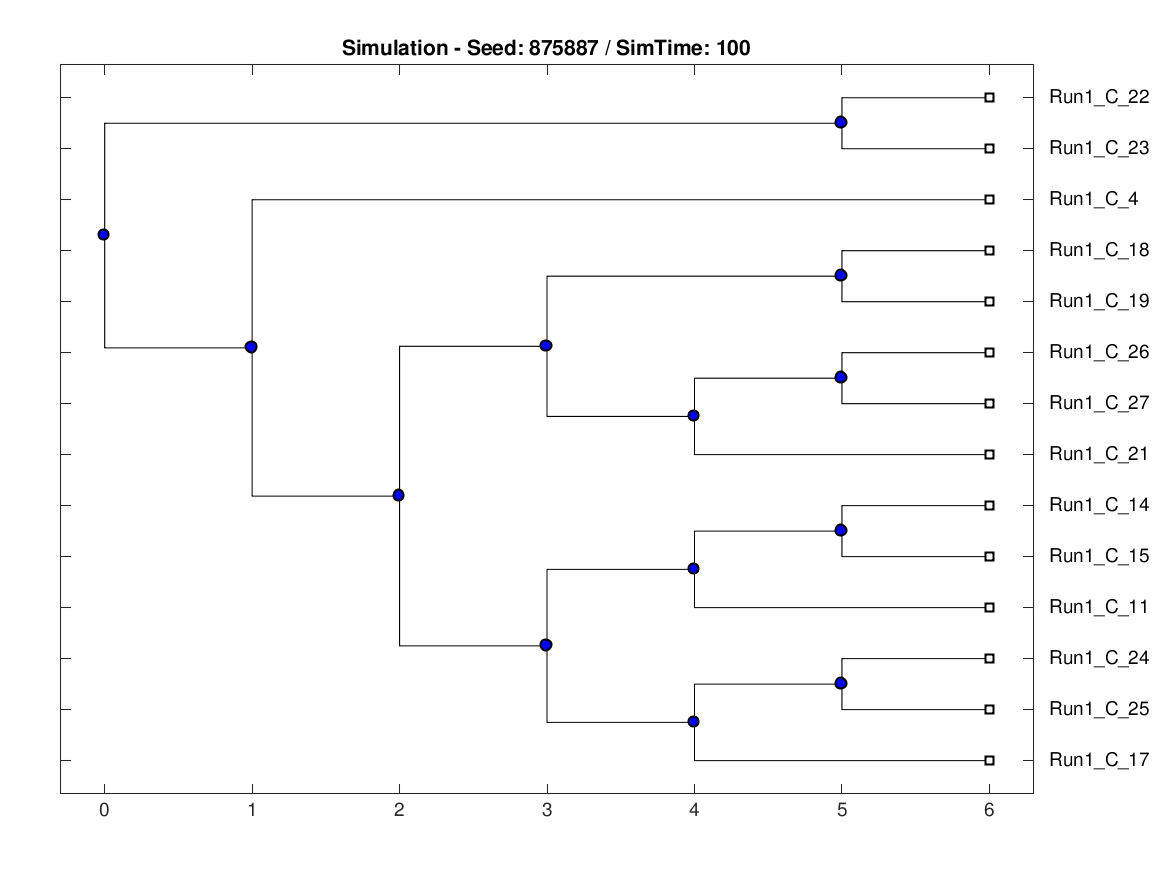 Simulation - Seed: 875887 / SimTime: 100
Run1_C_22
Run1_C_23
Run1_C_4
Run1_C_18
Run1_C_19
Run1_C_26
Run1_C_27
Run1_C_21
Run1_C_14
Run1_C_15
Run1_C_11
Run1_C_24
Run1_C_25
Run1_C_17
0 1 2 3 4 5 6